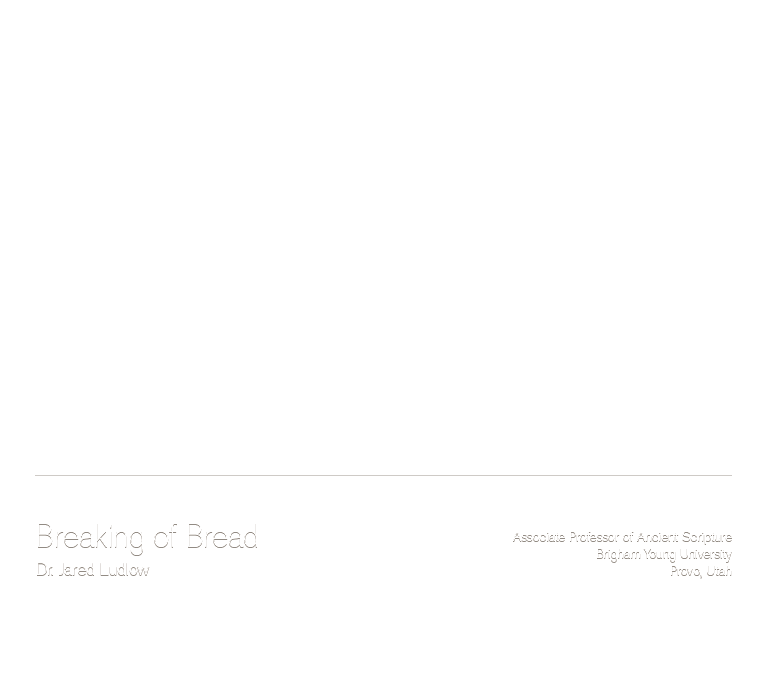 Breaking of Bread
Dr. Jared Ludlow
Associate Professor of Ancient Scripture
Brigham Young University
Provo, Utah